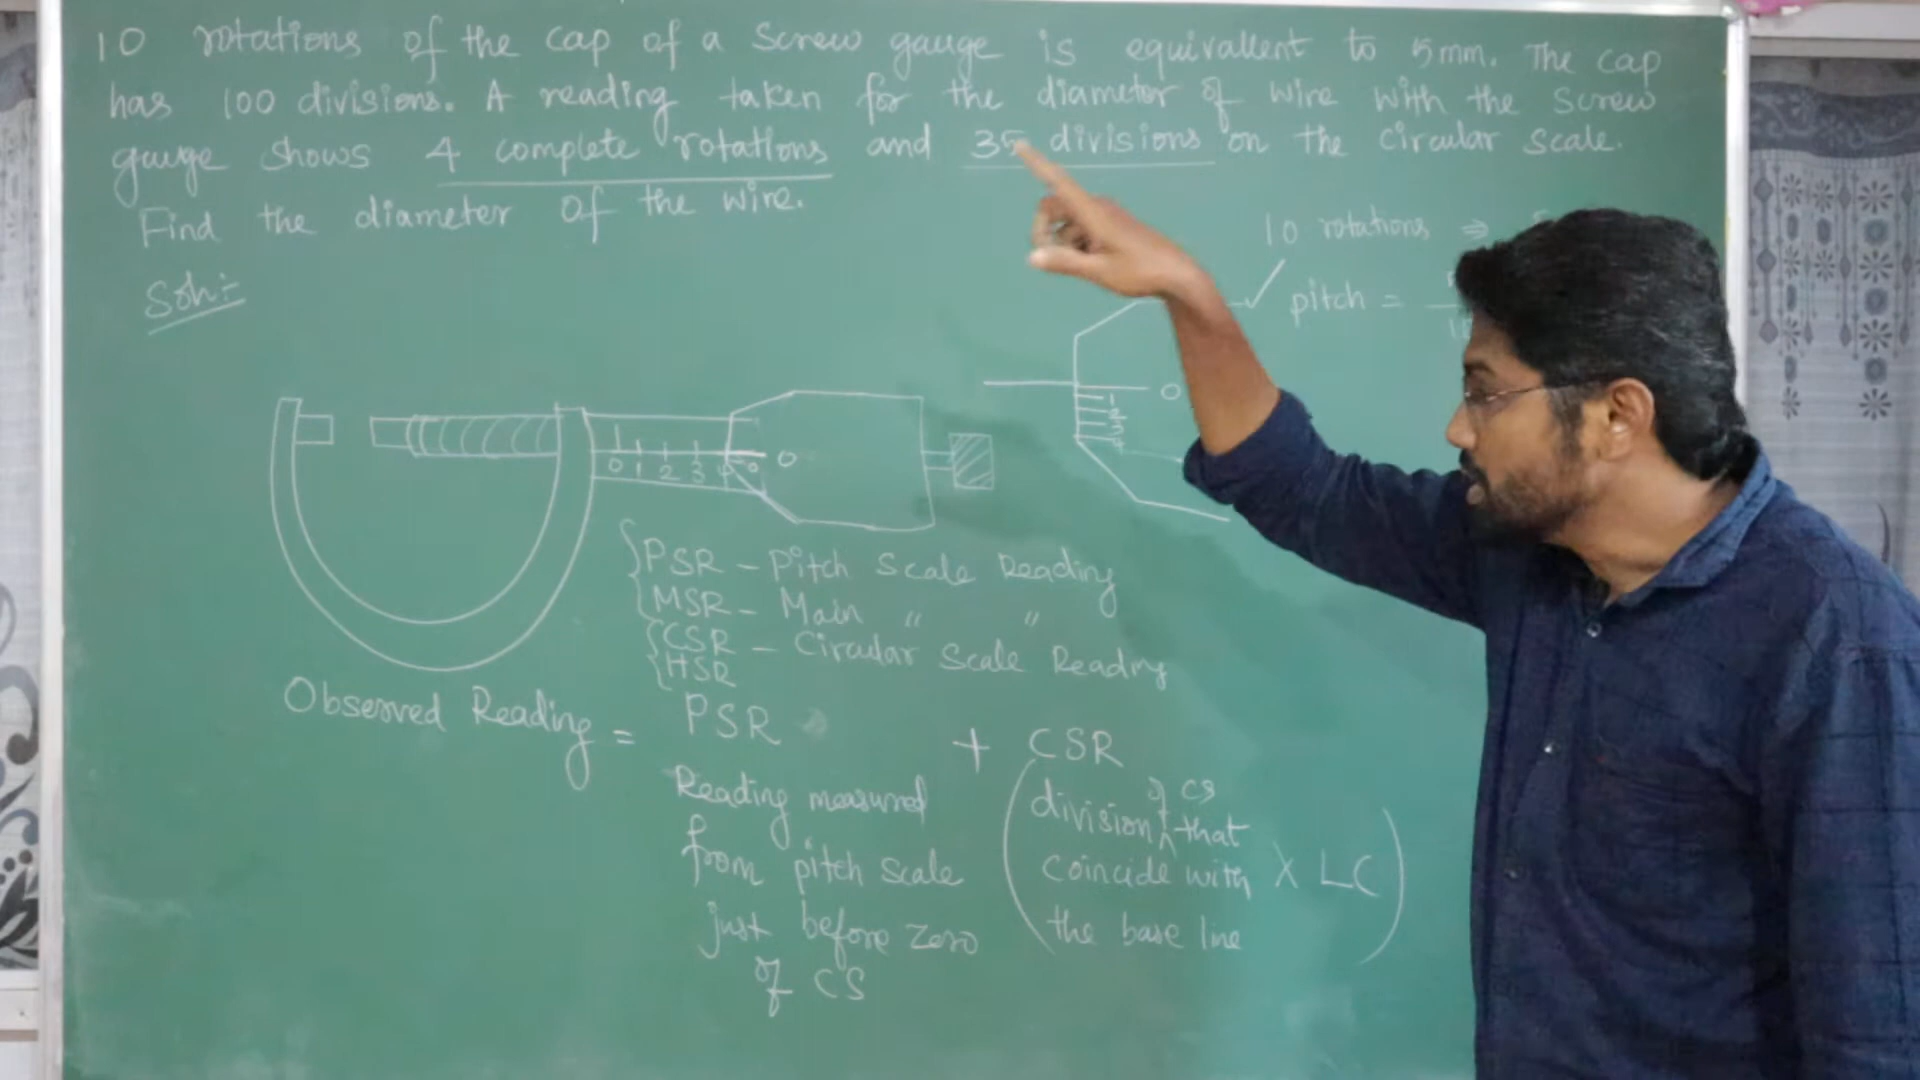 10 rotations of the cap of a screw gauge is equivallent to 5mm. The cap
has 100 divisions. A reading taken for the diameter of wire with the screw
gauge shows 4 complete rotations and 35 divisions on the circular scale.
Find the diameter of the wire.
Soln:-
10 rotations ⇒
pitch =
10
0
1
2
3
4
0 1 2 3 4 5 0
PSR - Pitch Scale Reading
MSR - Main " "
CSR - Circular Scale Reading
HSR
Observed Reading = PSR + CSR
Reading measured
from pitch scale
just before zero
of CS
(division of CS that
coincide with
the base line × LC)